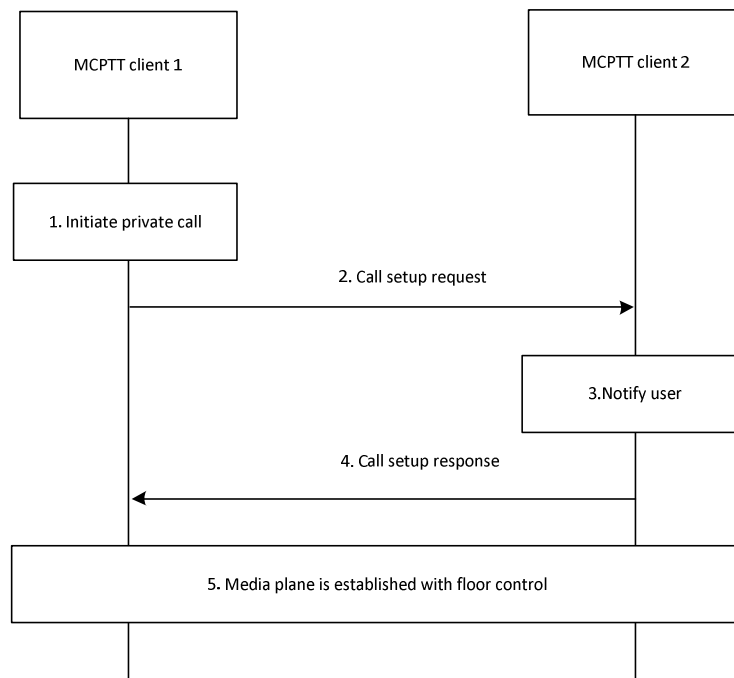 MCPTT client 1
MCPTT client 2
1. Initiate private call
2. Call setup request
3.Notify user
4. Call setup response
5. Media plane is established with floor control